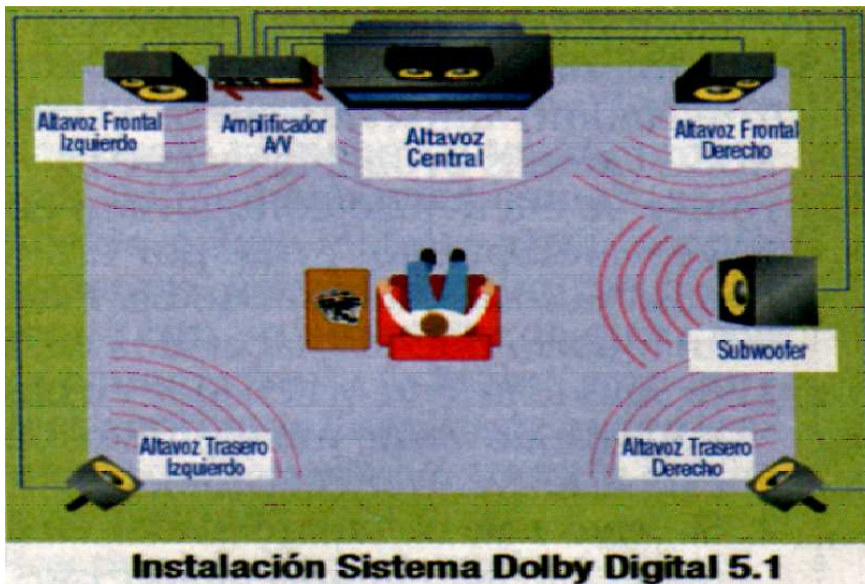 Altavoz Frontal
Izquierdo
Amplificador
A/V
Altavoz
Central
Altavoz Frontal
Derecho
Subwoofer
Altavoz Trasero
Izquierdo
Altavoz Trasero
Derecho
Instalación Sistema Dolby Digital 5.1